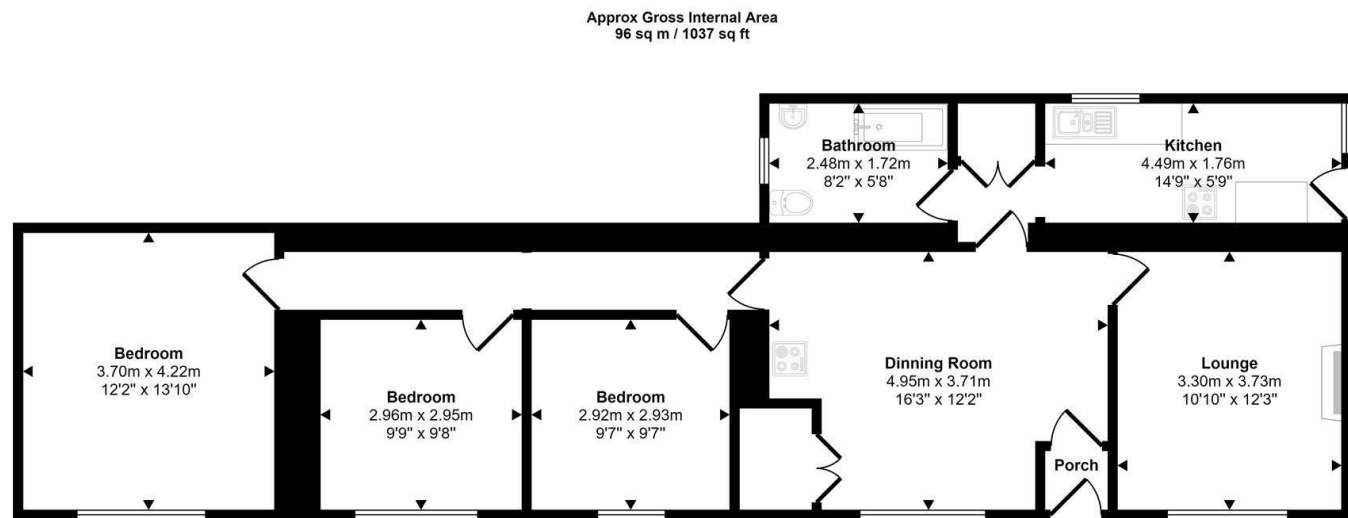 Approx Gross Internal Area
96 sq m / 1037 sq ft
Bathroom
2.48m x 1.72m
8'2" x 5'8"
Kitchen
4.49m x 1.76m
14'9" x 5'9"
Bedroom
3.70m x 4.22m
12'2" x 13'10"
Bedroom
2.96m x 2.95m
9'9" x 9'8"
Bedroom
2.92m x 2.93m
9'7" x 9'7"
Dinning Room
4.95m x 3.71m
16'3" x 12'2"
Lounge
3.30m x 3.73m
10'10" x 12'3"
Porch